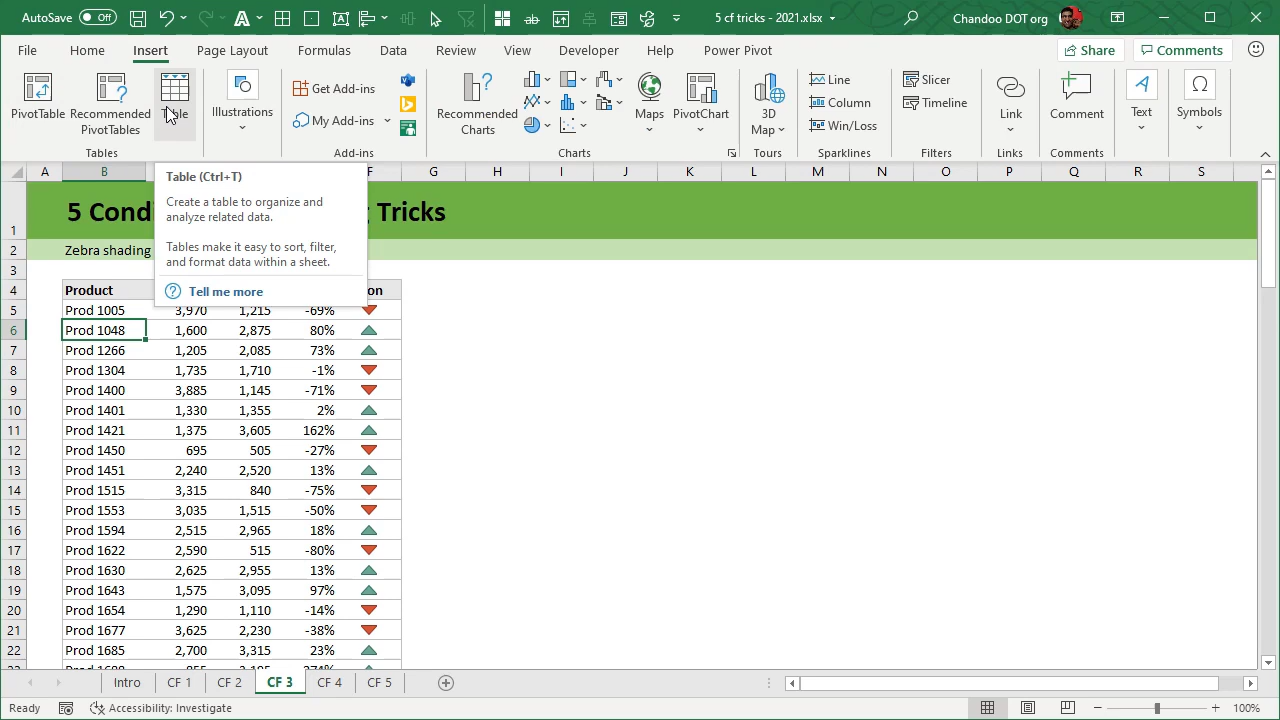 AutoSave Off 5 cf tricks - 2021.xlsx Chandoo DOT org
File Home Insert Page Layout Formulas Data Review View Developer Help Power Pivot Share Comments
PivotTable Recommended PivotTables Illustrations Get Add-ins My Add-ins Recommended Charts Maps PivotChart 3D Map Line Column Win/Loss Slicer Timeline Link Comment Text Symbols
Tables Add-ins Charts Tours Sparklines Filters Links Comments
A B F G H I J K L M N O P Q R S
Table (Ctrl+T)
Create a table to organize and
analyze related data.
Tables make it easy to sort, filter,
and format data within a sheet.
Tell me more
1 5 Tricks
2 Zebra shading
3
4 Product
5 Prod 1005 3,970 1,215 -69%
6 Prod 1048 1,600 2,875 80%
7 Prod 1266 1,205 2,085 73%
8 Prod 1304 1,735 1,710 -1%
9 Prod 1400 3,885 1,145 -71%
10 Prod 1401 1,330 1,355 2%
11 Prod 1421 1,375 3,605 162%
12 Prod 1450 695 505 -27%
13 Prod 1451 2,240 2,520 13%
14 Prod 1515 3,315 840 -75%
15 Prod 1553 3,035 1,515 -50%
16 Prod 1594 2,515 2,965 18%
17 Prod 1622 2,590 515 -80%
18 Prod 1630 2,625 2,955 13%
19 Prod 1643 1,575 3,095 97%
20 Prod 1654 1,290 1,110 -14%
21 Prod 1677 3,625 2,230 -38%
22 Prod 1685 2,700 3,315 23%
Intro CF 1 CF 2 CF 3 CF 4 CF 5
Ready Accessibility: Investigate 100%